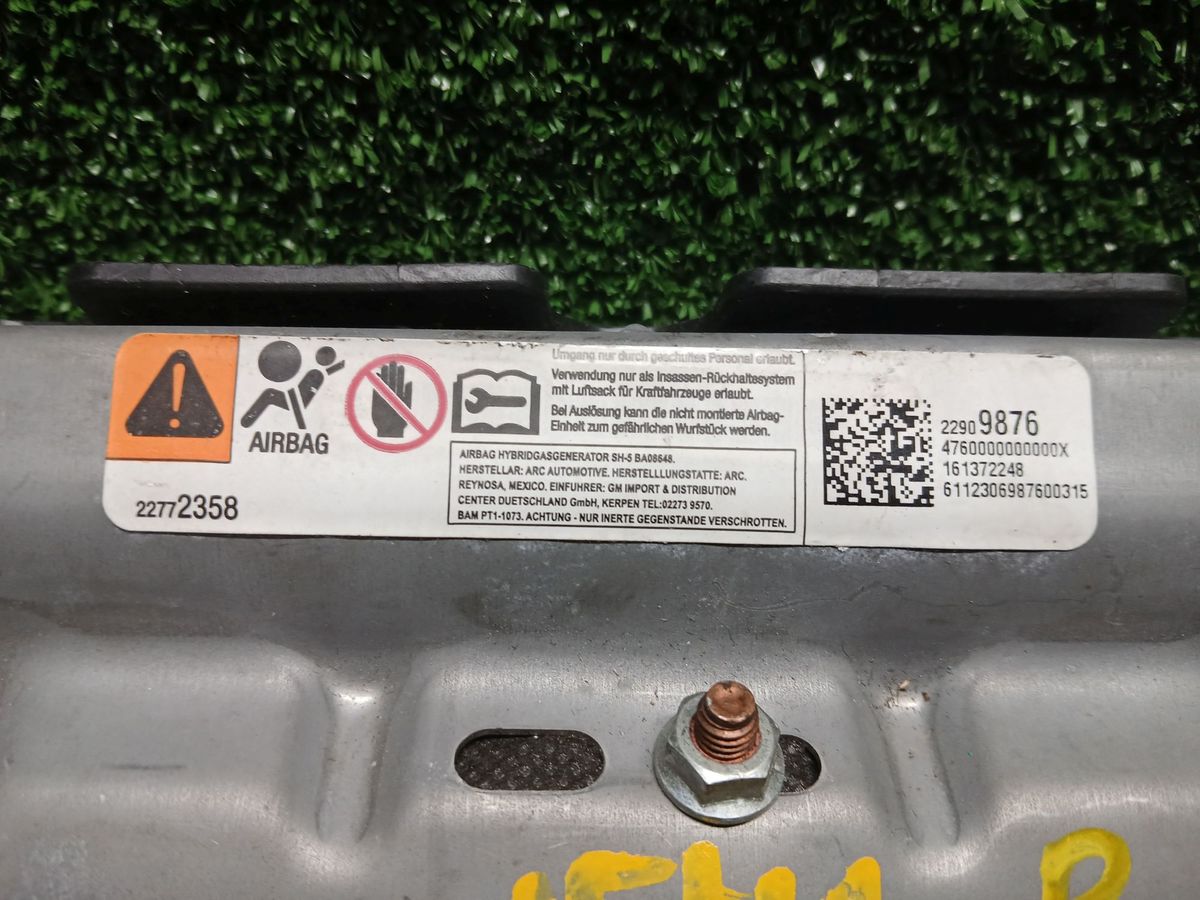 AIRBAG
22772358
Umgang nur durch geschultes Personal erlaubt.
Verwendung nur als Insassen-Rückhaltesystem
mit Luftsack für Kraftfahrzeuge erlaubt.
Bei Auslösung kann die nicht montierte Airbag-
Einheit zum gefährlichen Wurfstück werden.
AIRBAG HYBRIDGASGENERATOR SH-5 BA08648.
HERSTELLAR: ARC AUTOMOTIVE. HERSTELLLUNGSTATTE: ARC.
REYNOSA, MEXICO. EINFUHRER: GM IMPORT & DISTRIBUTION
CENTER DUETSCHLAND GmbH, KERPEN TEL:02273 9570.
BAM PT1-1073. ACHTUNG - NUR INERTE GEGENSTANDE VERSCHROTTEN.
22909876
4760000000000X
161372248
6112306987600315